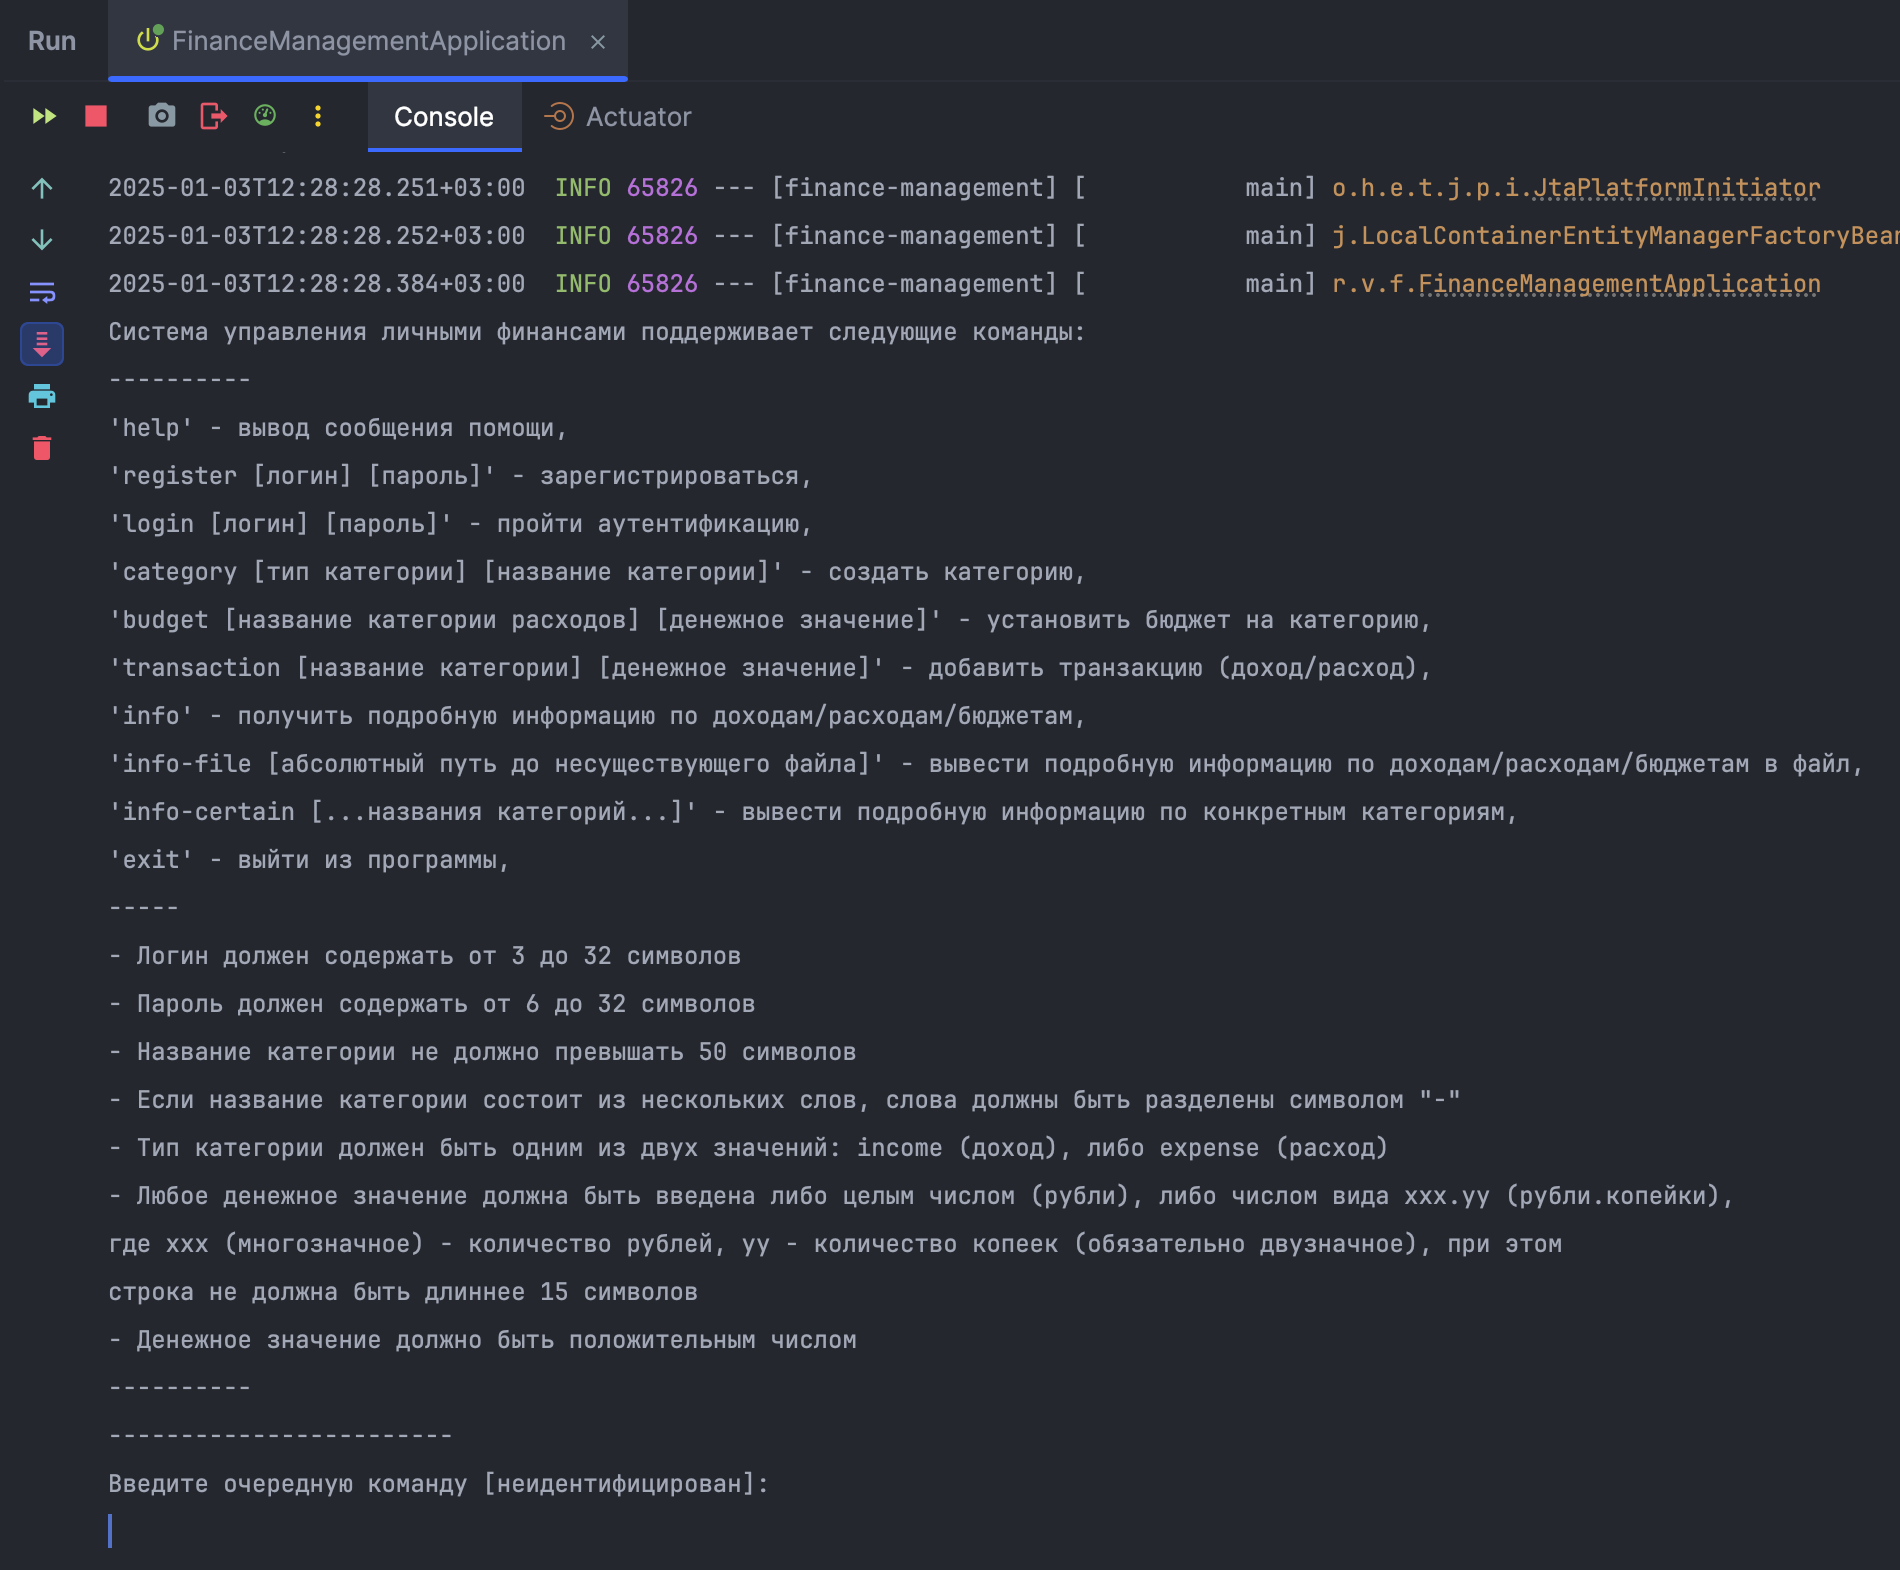 Run FinanceManagementApplication
Console Actuator
2025-01-03T12:28:28.251+03:00  INFO 65826 --- [finance-management] [           main] o.h.e.t.j.p.i.JtaPlatformInitiator
2025-01-03T12:28:28.252+03:00  INFO 65826 --- [finance-management] [           main] j.LocalContainerEntityManagerFactoryBean
2025-01-03T12:28:28.384+03:00  INFO 65826 --- [finance-management] [           main] r.v.f.FinanceManagementApplication
Система управления личными финансами поддерживает следующие команды:
----------
'help' - вывод сообщения помощи,
'register [логин] [пароль]' - зарегистрироваться,
'login [логин] [пароль]' - пройти аутентификацию,
'category [тип категории] [название категории]' - создать категорию,
'budget [название категории расходов] [денежное значение]' - установить бюджет на категорию,
'transaction [название категории] [денежное значение]' - добавить транзакцию (доход/расход),
'info' - получить подробную информацию по доходам/расходам/бюджетам,
'info-file [абсолютный путь до несуществующего файла]' - вывести подробную информацию по доходам/расходам/бюджетам в файл,
'info-certain [...названия категорий...]' - вывести подробную информацию по конкретным категориям,
'exit' - выйти из программы,
-----
- Логин должен содержать от 3 до 32 символов
- Пароль должен содержать от 6 до 32 символов
- Название категории не должно превышать 50 символов
- Если название категории состоит из нескольких слов, слова должны быть разделены символом "-"
- Тип категории должен быть одним из двух значений: income (доход), либо expense (расход)
- Любое денежное значение должна быть введена либо целым числом (рубли), либо числом вида xxx.yy (рубли.копейки),
где xxx (многозначное) - количество рублей, yy - количество копеек (обязательно двузначное), при этом
строка не должна быть длиннее 15 символов
- Денежное значение должно быть положительным числом
----------
------------------------
Введите очередную команду [неидентифицирован]: